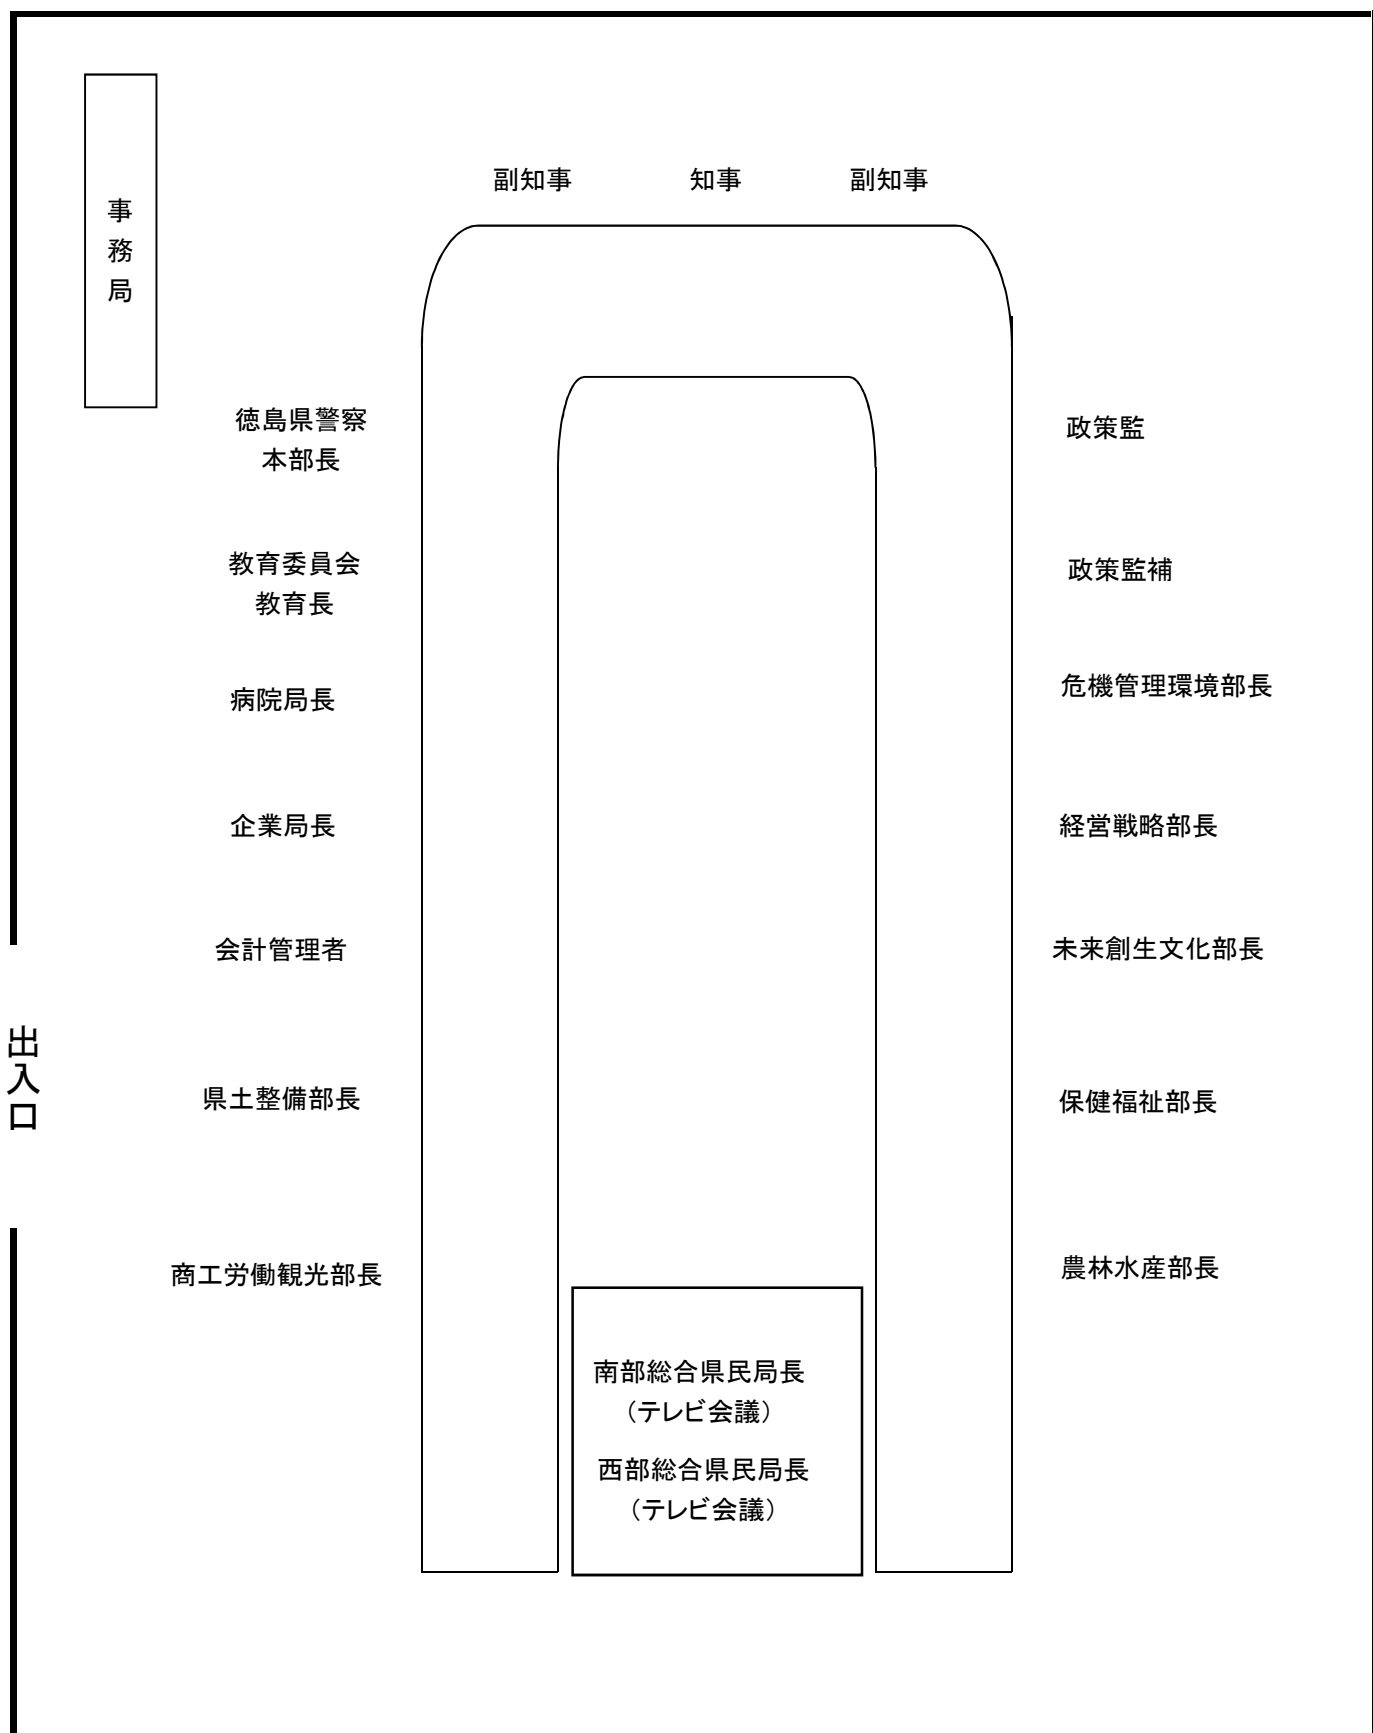 事務局
副知事
知事
副知事
徳島県警察
本部長
政策監
教育委員会
教育長
政策監補
病院局長
危機管理環境部長
企業局長
経営戦略部長
会計管理者
未来創生文化部長
出入口
県土整備部長
保健福祉部長
商工労働観光部長
農林水産部長
南部総合県民局長
（テレビ会議）
西部総合県民局長
（テレビ会議）